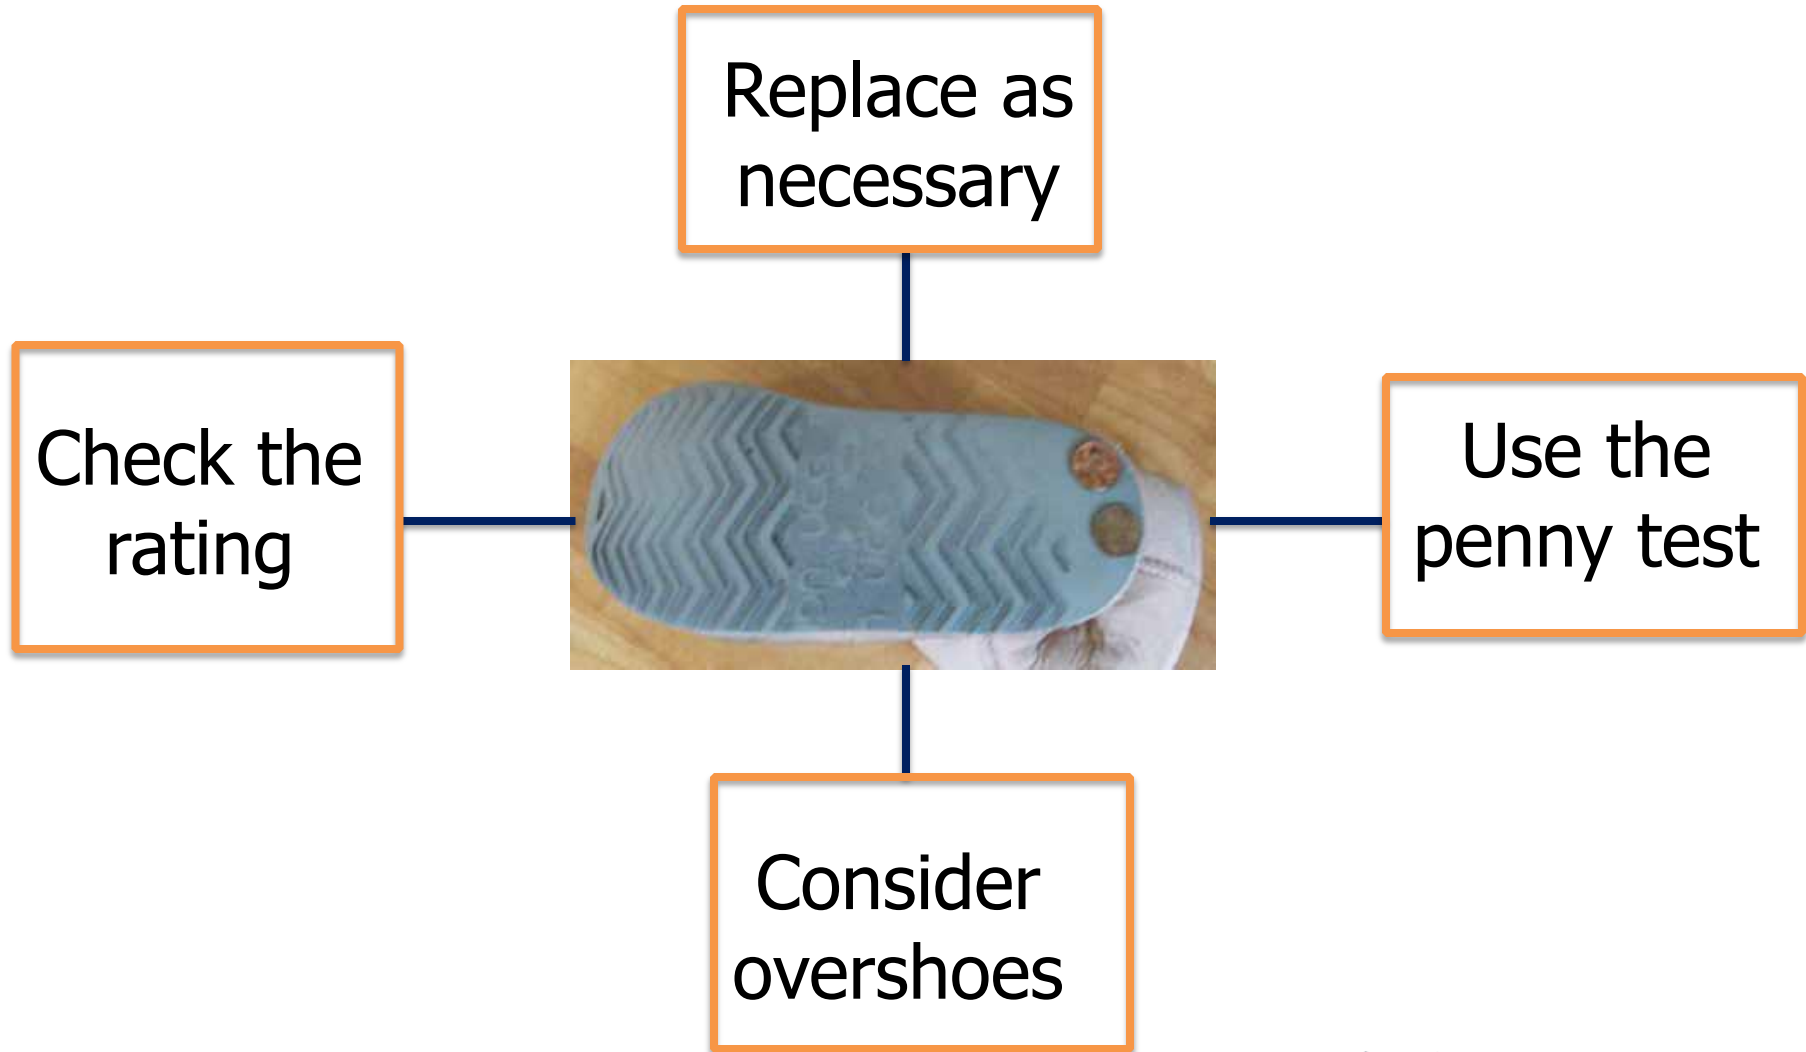 Replace as
necessary
Check the
rating
Use the
penny test
Consider
overshoes